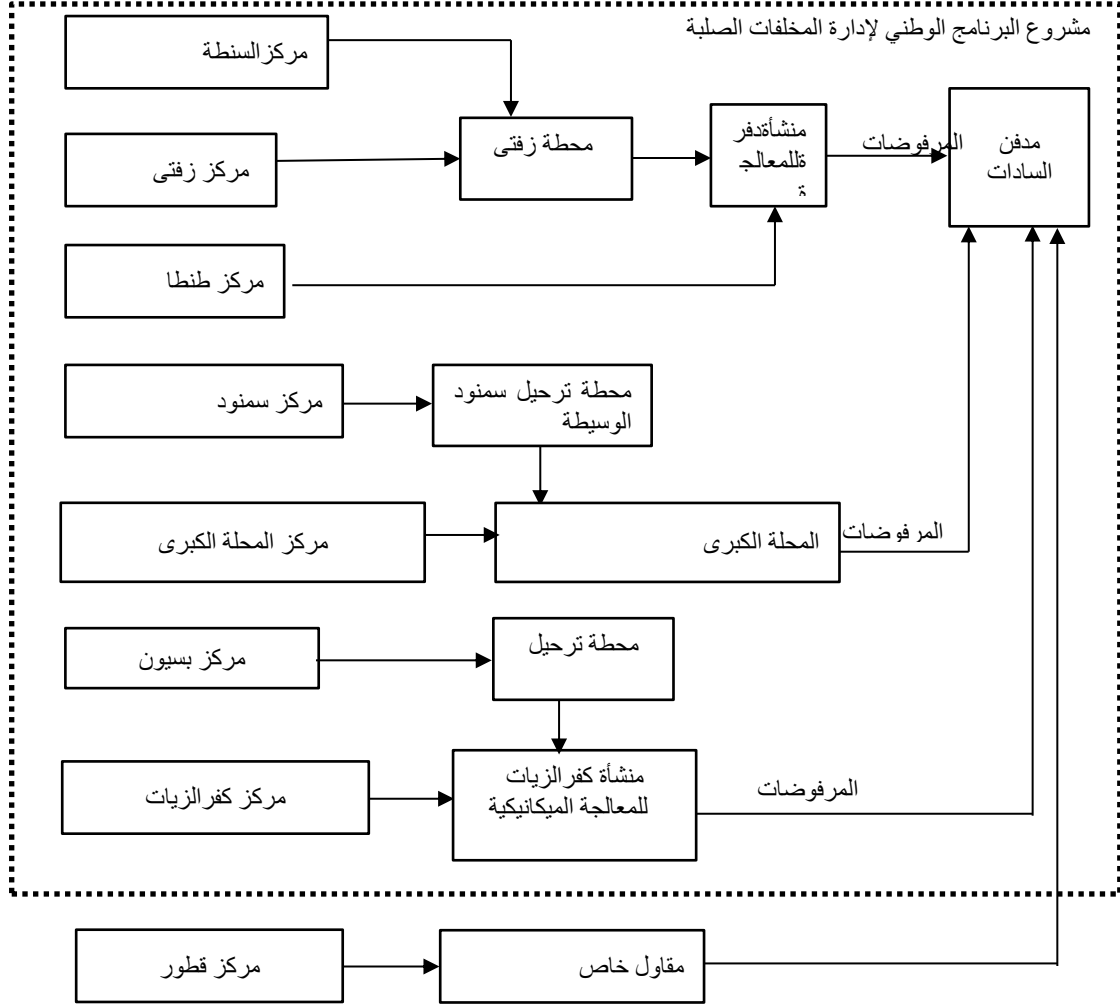 مشروع البرنامج الوطني لإدارة المخلفات الصلبة
مركزالسنطة
محطة زفتى
منشأةدفر
ةللمعالج
ة
المرفوضات
مدفن
السادات
مركز زفتى
مركز طنطا
مركز سمنود
محطة ترحيل سمنود
الوسيطة
مركز المحلة الكبرى
المحلة الكبرى
المرفوضات
مركز بسيون
محطة ترحيل
مركز كفرالزيات
منشأة كفرالزيات
للمعالجة الميكانيكية
المرفوضات
مركز قطور
مقاول خاص